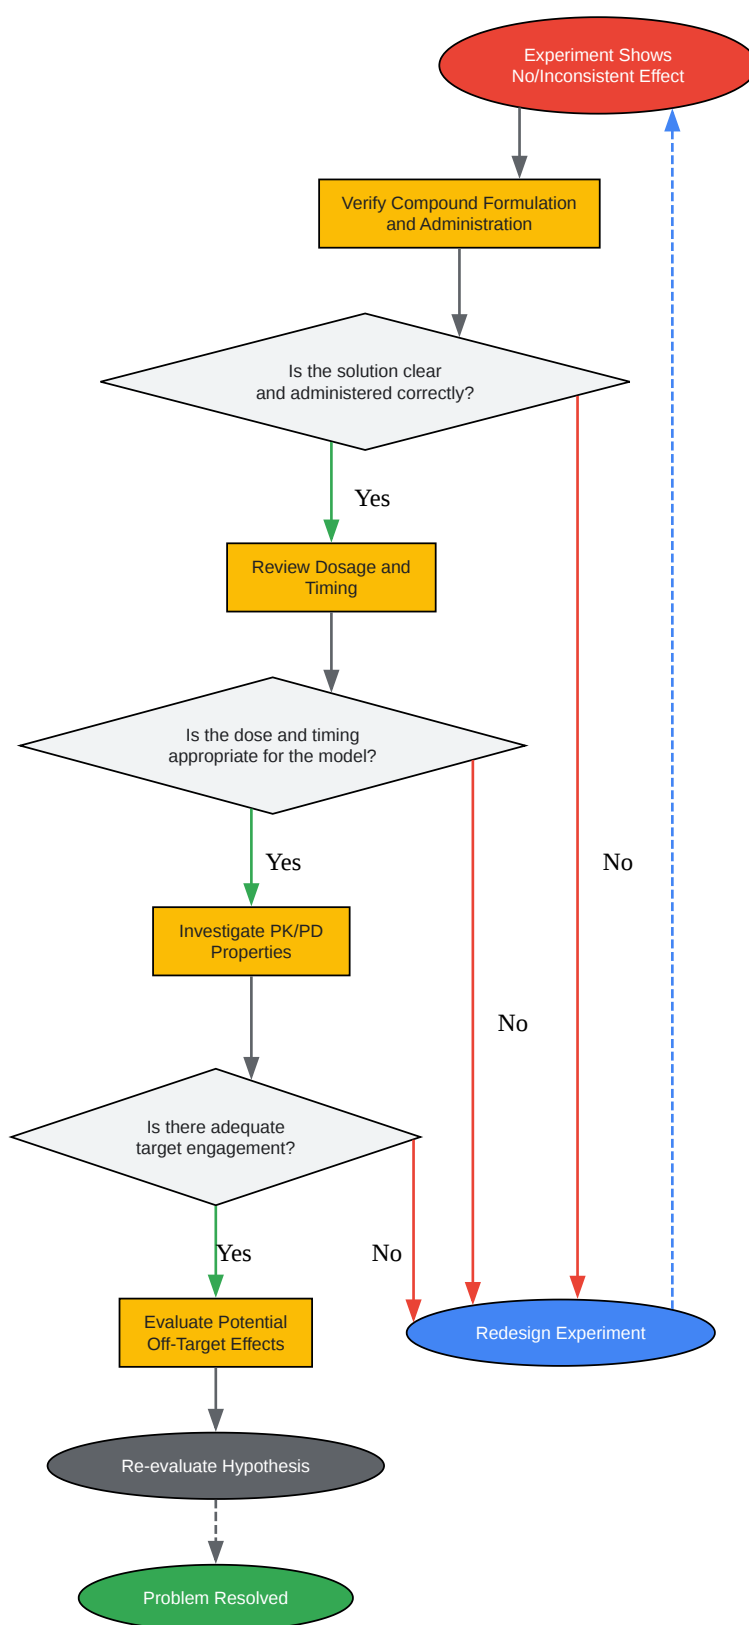 Experiment Shows
No/Inconsistent Effect
Verify Compound Formulation
and Administration
Is the solution clear
and administered correctly?
Yes
Review Dosage and
Timing
Is the dose and timing
appropriate for the model?
Yes
No
Investigate PK/PD
Properties
No
Is there adequate
target engagement?
Yes
No
Evaluate Potential
Off-Target Effects
Redesign Experiment
Re-evaluate Hypothesis
Problem Resolved